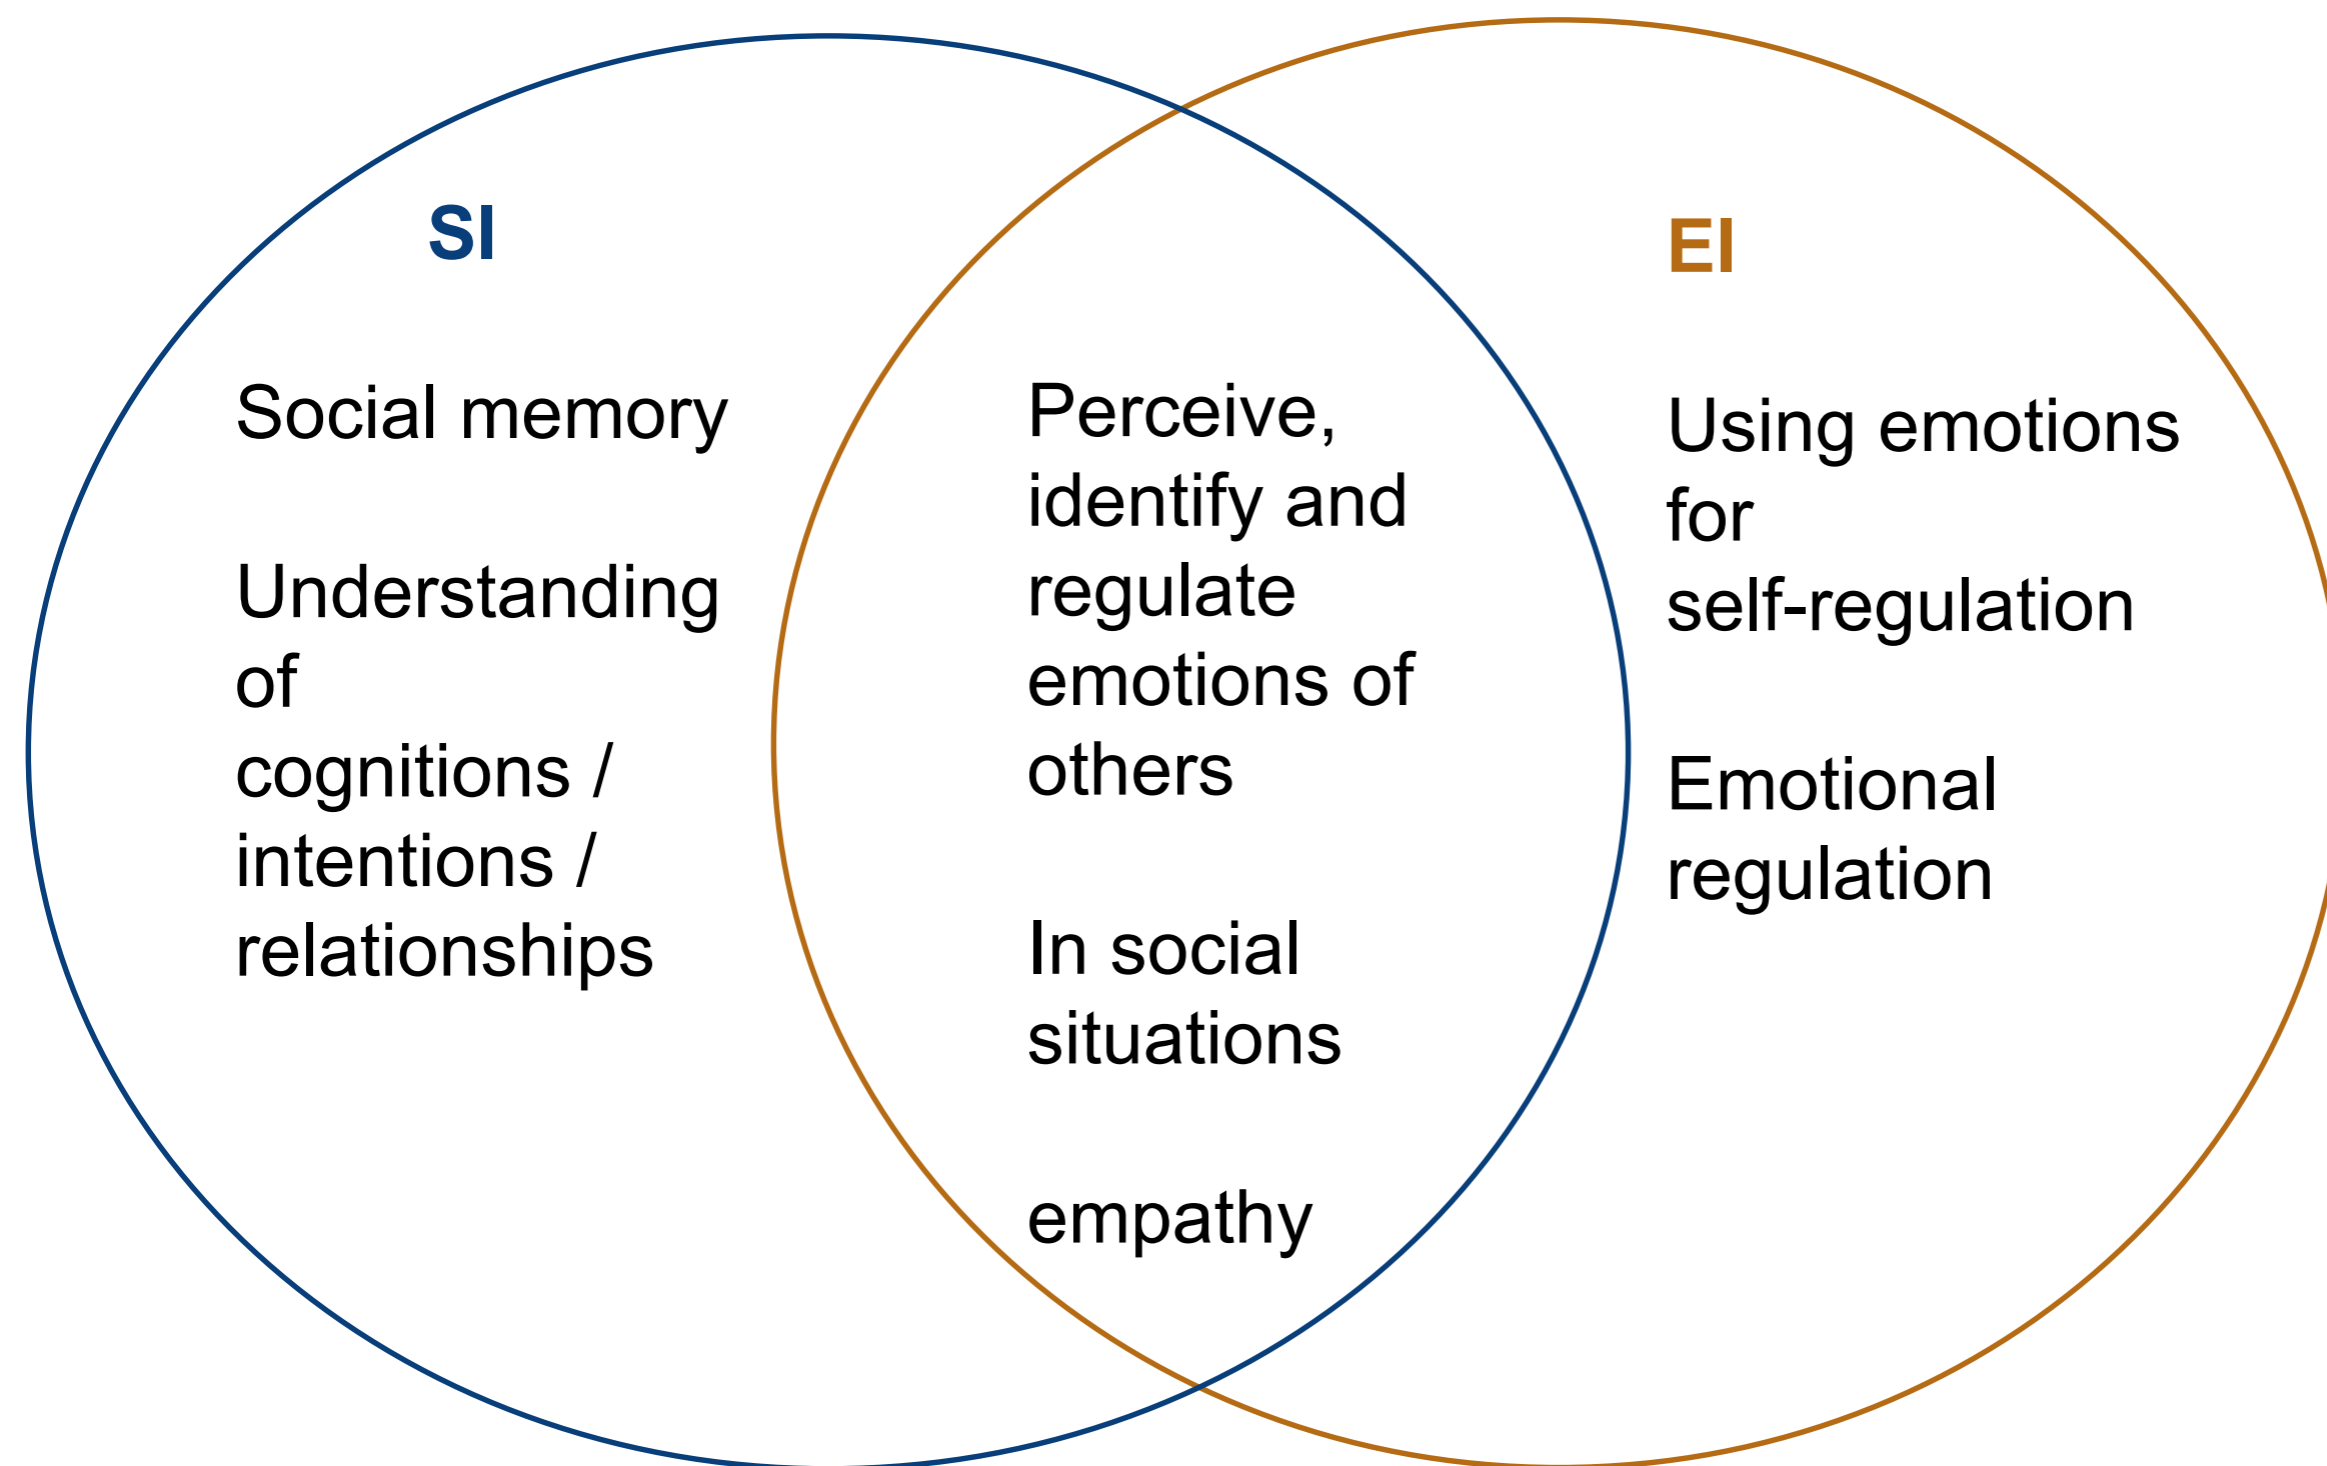 SI
Social memory
Understanding
of
cognitions /
intentions /
relationships
Perceive,
identify and
regulate
emotions of
others
In social
situations
empathy
EI
Using emotions
for
self-regulation
Emotional
regulation